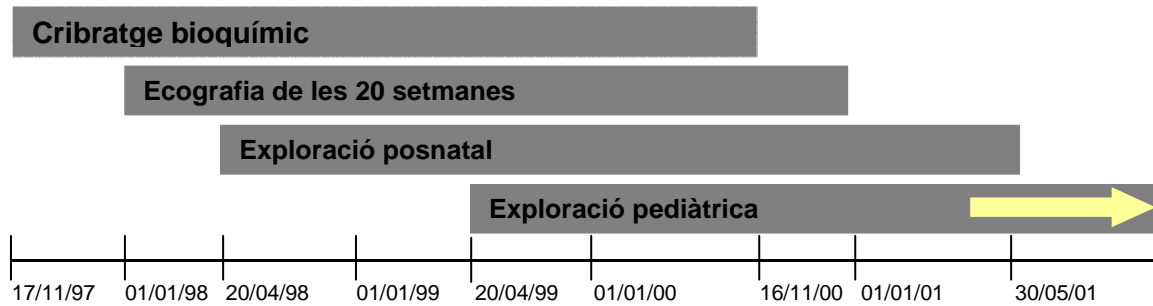 Cribratge bioquímic
Ecografia de les 20 setmanes
Exploració posnatal
Exploració pediàtrica
17/11/97 01/01/98 20/04/98 01/01/99 20/04/99 01/01/00 16/11/00 01/01/01 30/05/01